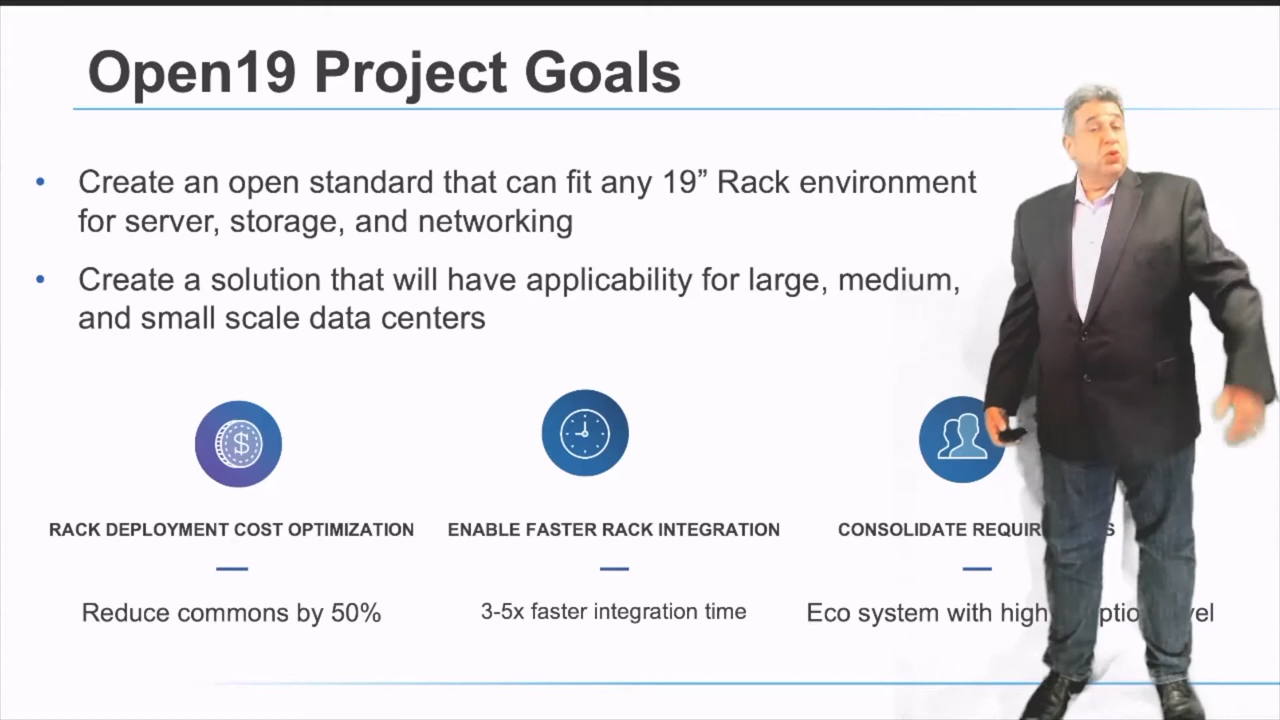 Open19 Project Goals
• Create an open standard that can fit any 19” Rack environment
for server, storage, and networking
• Create a solution that will have applicability for large, medium,
and small scale data centers
$
RACK DEPLOYMENT COST OPTIMIZATION
ENABLE FASTER RACK INTEGRATION
CONSOLIDATE
Reduce commons by 50%
3-5x faster integration time
Eco system with high